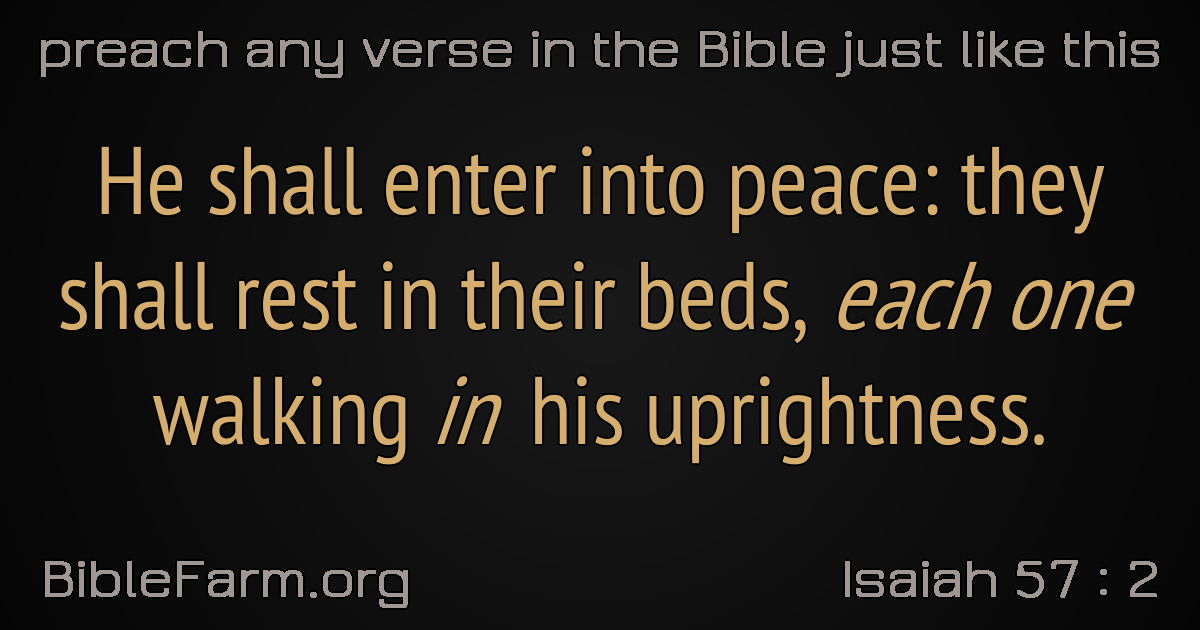 preach any verse in the Bible just like this
He shall enter into peace: they
shall rest in their beds, each one
walking in his uprightness.
BibleFarm.org
Isaiah 57 : 2